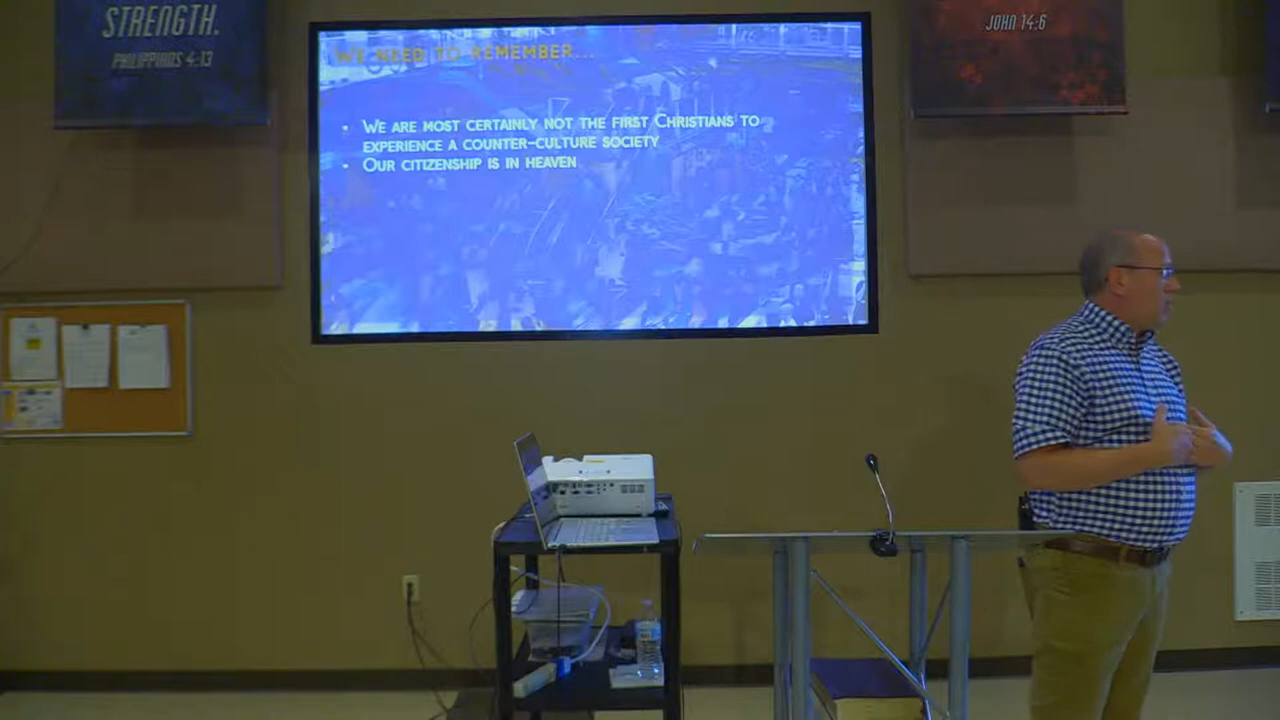 STRENGTH.
PHILIPPIANS 4:13
JOHN 14:6
WE NEED TO REMEMBER...
• WE ARE MOST CERTAINLY NOT THE FIRST CHRISTIANS TO
EXPERIENCE A COUNTER-CULTURE SOCIETY
• OUR CITIZENSHIP IS IN HEAVEN